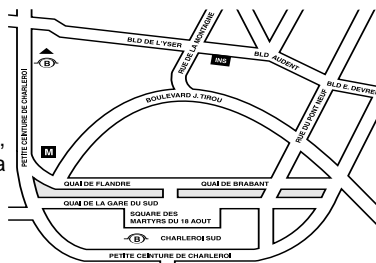 BLD DE L'YSER
RUE DE LA MONTAGNE
INS
BLD AUDENT
BLD E. DEVREU
B
PETITE CEINTURE DE CHARLEROI
BOULEVARD J. TIROU
RUE DU PONT NEUF
,
M
a
QUAI DE FLANDRE
QUAI DE BRABANT
QUAI DE LA GARE DU SUD
SQUARE DES
MARTYRS DU 18 AOUT
B
CHARLEROI SUD
PETITE CEINTURE DE CHARLEROI